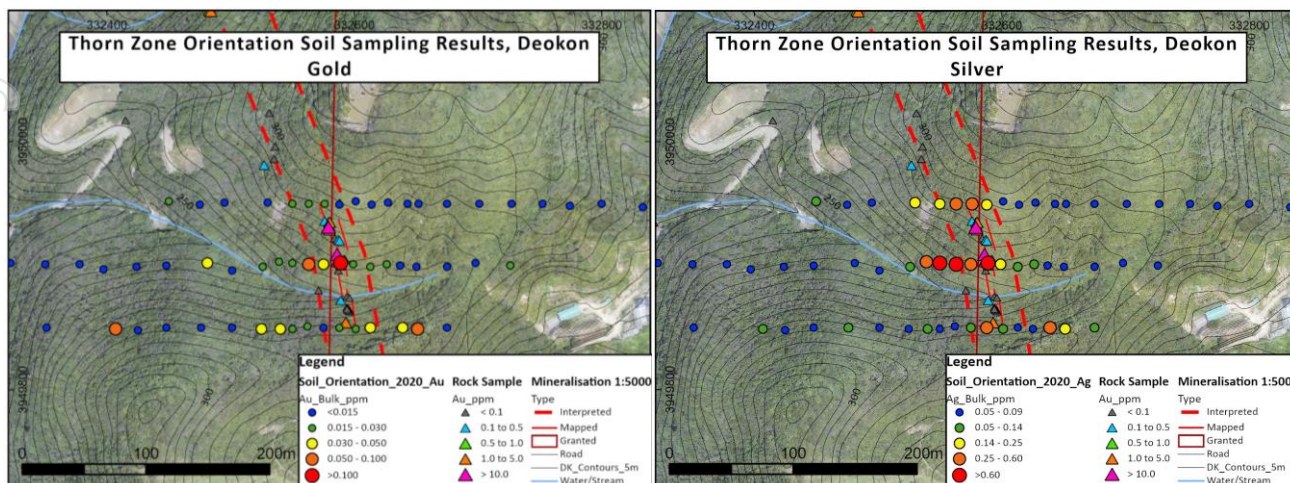 332400
332600
332800
Thorn Zone Orientation Soil Sampling Results, Deokon
Gold
300
3950000
250
3949800
300
0
100
200m
Legend
Soil_Orientation_2020_Au
Au_Bulk_ppm
<0.015
0.015 - 0.030
0.030 - 0.050
0.050 - 0.100
>0.100
Rock Sample
Au_ppm
< 0.1
0.1 to 0.5
0.5 to 1.0
1.0 to 5.0
> 10.0
Mineralisation 1:5000
Type
Interpreted
Mapped
Granted
Road
DK_Contours_5m
Water/Stream
332400
332600
332800
Thorn Zone Orientation Soil Sampling Results, Deokon
Silver
300
3950000
250
3949800
300
0
100
200m
Legend
Soil_Orientation_2020_Ag
Ag_Bulk_ppm
0.05 - 0.09
0.05 - 0.14
0.14 - 0.25
0.25 - 0.60
>0.60
Rock Sample
Au_ppm
< 0.1
0.1 to 0.5
0.5 to 1.0
1.0 to 5.0
> 10.0
Mineralisation 1:500
Type
Interpreted
Mapped
Granted
Road
DK_Contours_5m
Water/Stream